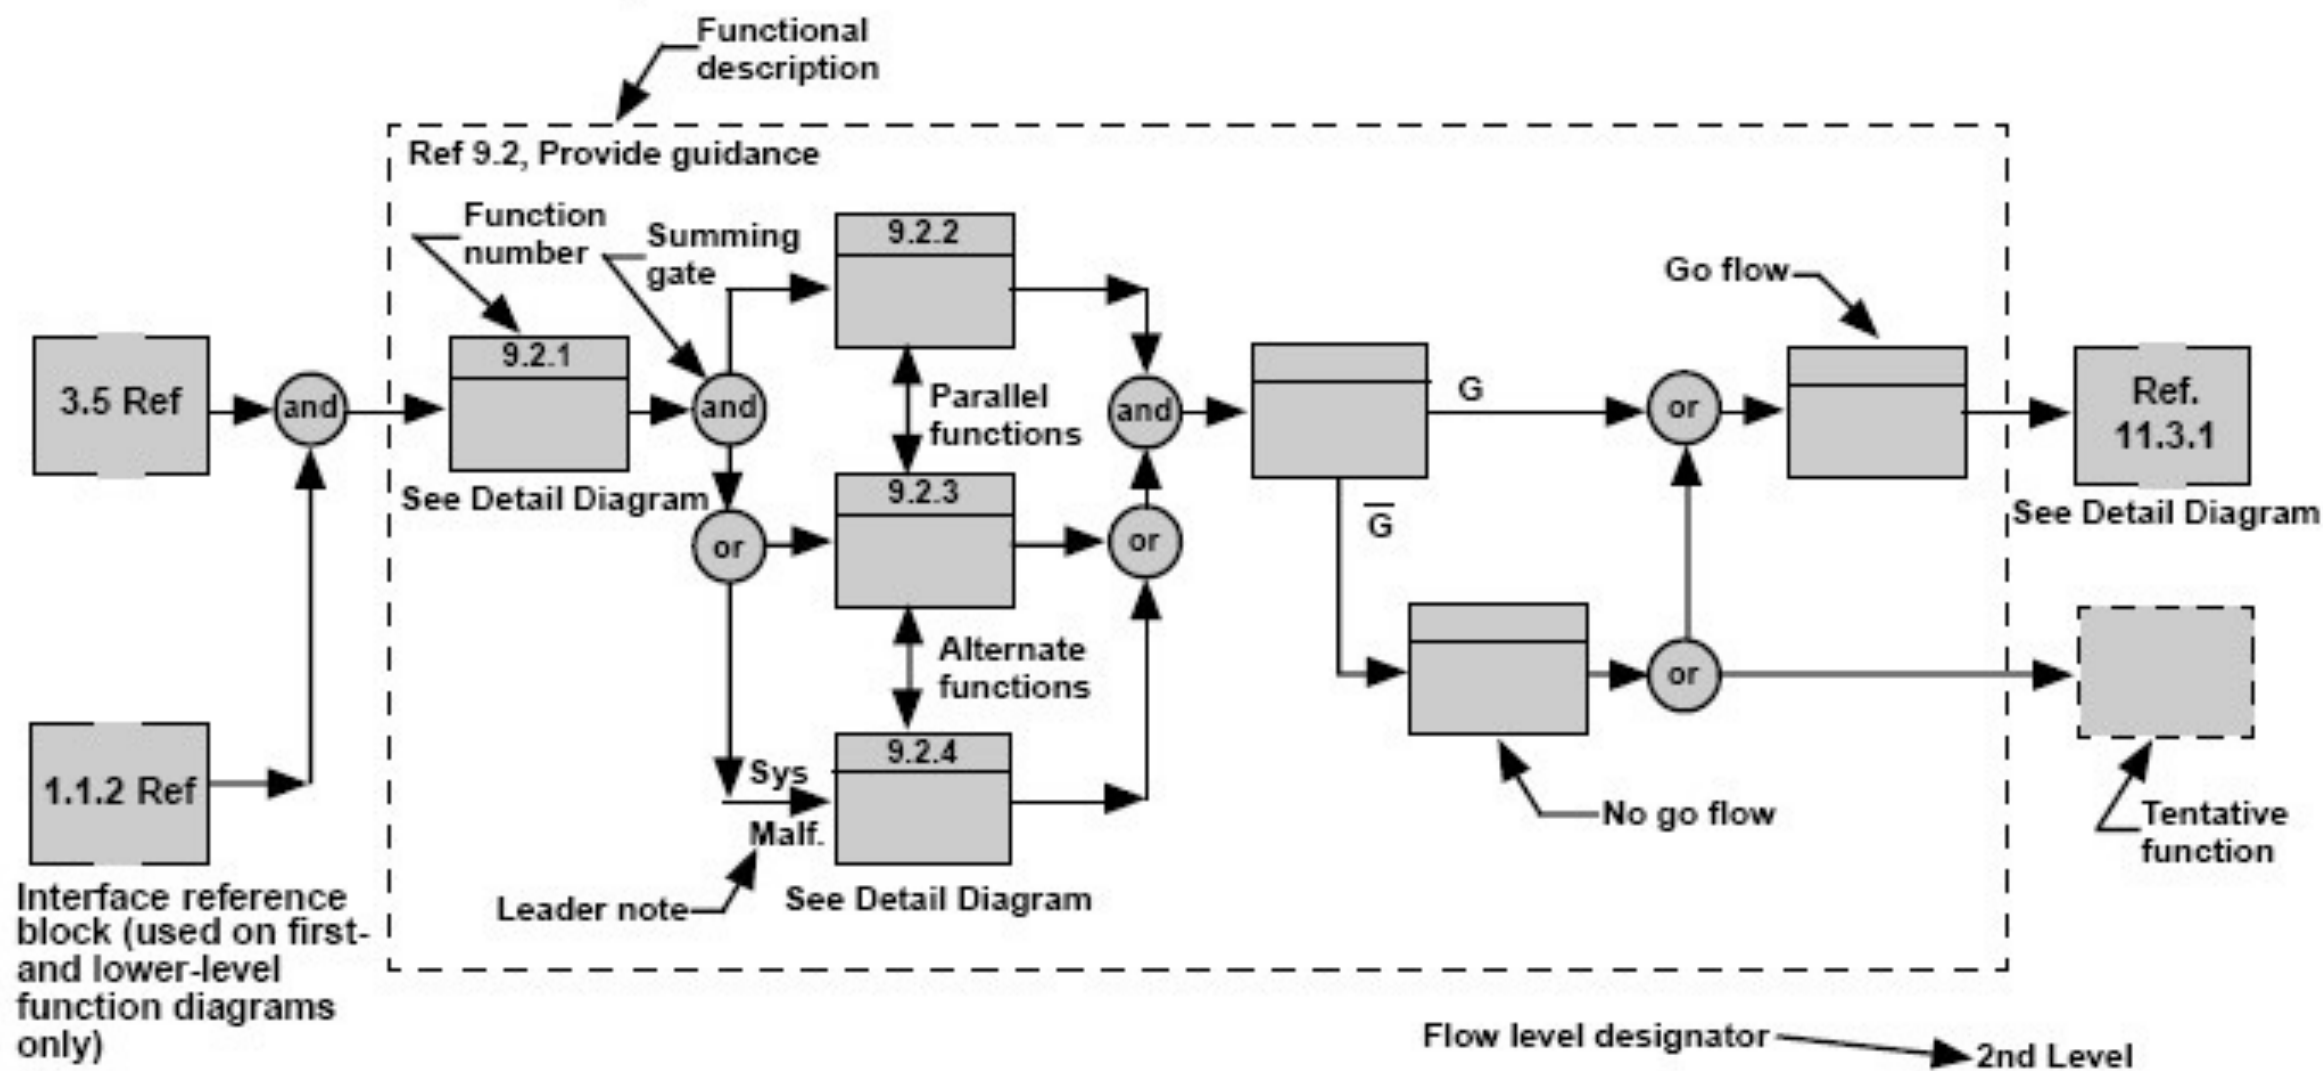 Functional
description
Ref 9.2, Provide guidance
Function
number
Summing
gate
9.2.2
Go flow
9.2.1
3.5 Ref
and
and
Parallel
functions
and
G
or
Ref.
11.3.1
See Detail Diagram
9.2.3
See Detail Diagram
G̅
or
or
Alternate
functions
or
9.2.4
Sys
Malf.
1.1.2 Ref
No go flow
Tentative
function
Interface reference
block (used on first-
and lower-level
function diagrams
only)
Leader note
See Detail Diagram
Flow level designator
2nd Level